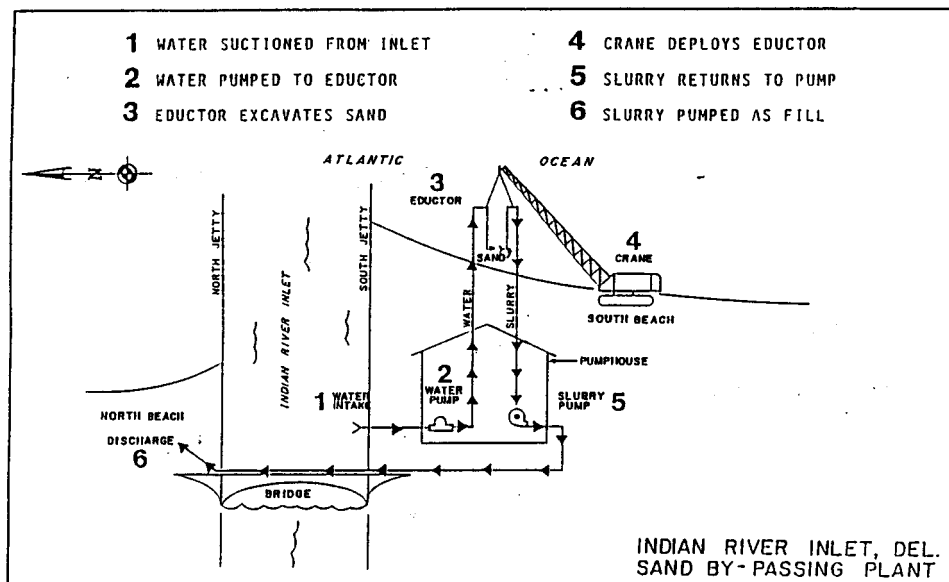 1 WATER SUCTIONED FROM INLET
2 WATER PUMPED TO EDUCTOR
3 EDUCTOR EXCAVATES SAND
4 CRANE DEPLOYS EDUCTOR
5 SLURRY RETURNS TO PUMP
6 SLURRY PUMPED AS FILL
ATLANTIC OCEAN
N
3
EDUCTOR
4
CRANE
NORTH JETTY
SOUTH JETTY
INDIAN RIVER INLET
SAND
WATER
SLURRY
SOUTH BEACH
PUMPHOUSE
1 WATER
INTAKE
2
WATER
PUMP
SLURRY
PUMP 5
NORTH BEACH
DISCHARGE
6
BRIDGE
INDIAN RIVER INLET, DEL.
SAND BY-PASSING PLANT